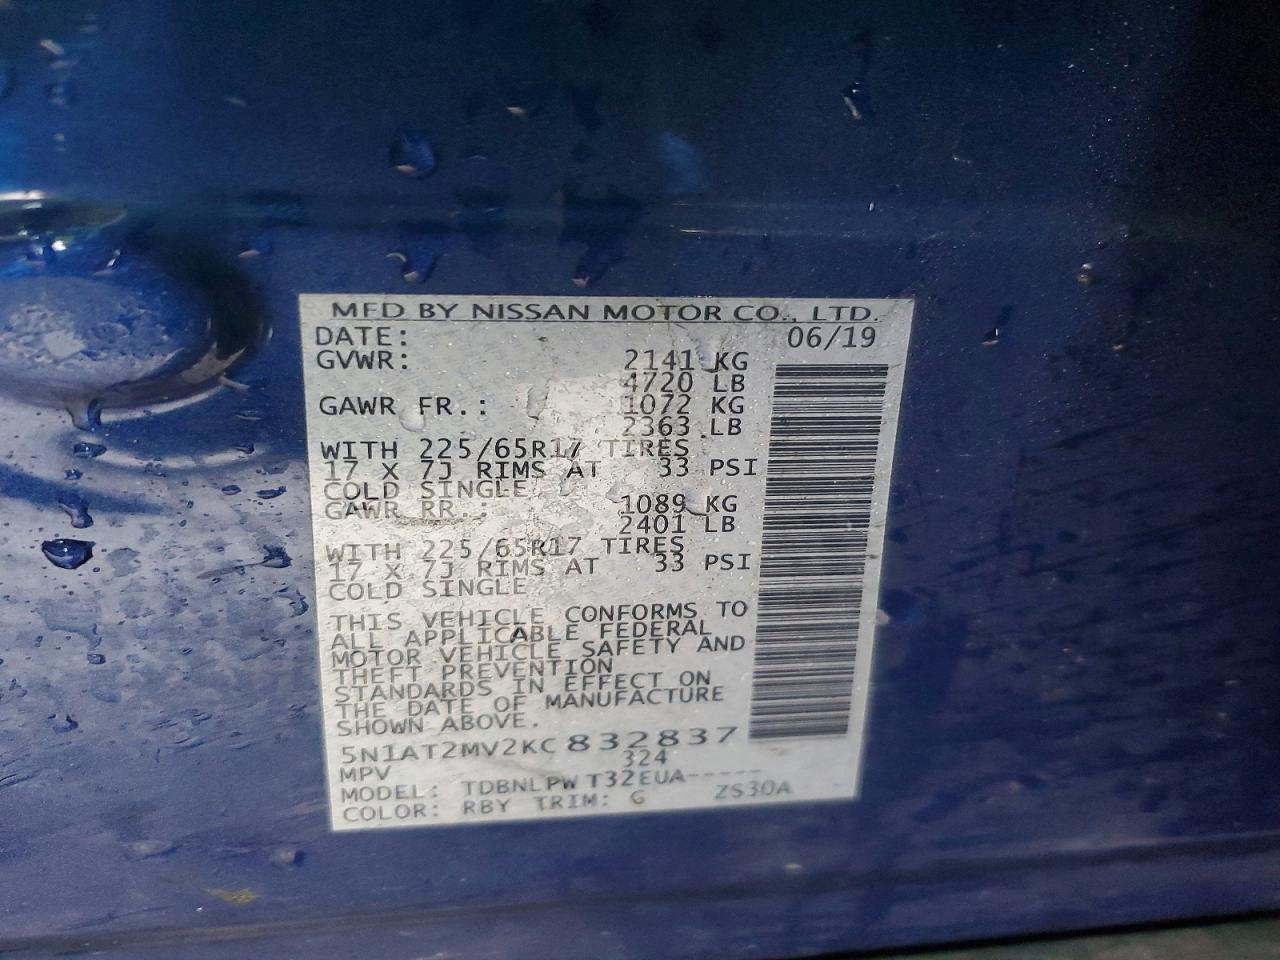 MFD BY NISSAN MOTOR CO., LTD.
DATE: 06/19
GVWR: 2141 KG
4720 LB
GAWR FR.: 1072 KG
2363 LB
WITH 225/65R17 TIRES
17 X 7J RIMS AT 33 PSI
COLD SINGLE
GAWR RR.: 1089 KG
2401 LB
WITH 225/65R17 TIRES
17 X 7J RIMS AT 33 PSI
COLD SINGLE
THIS VEHICLE CONFORMS TO
ALL APPLICABLE FEDERAL
MOTOR VEHICLE SAFETY AND
THEFT PREVENTION
STANDARDS IN EFFECT ON
THE DATE OF MANUFACTURE
SHOWN ABOVE.
5N1AT2MV2KC832837
MPV 324
MODEL: TDBNLPW T32EUA-----
COLOR: RBY TRIM: G ZS30A